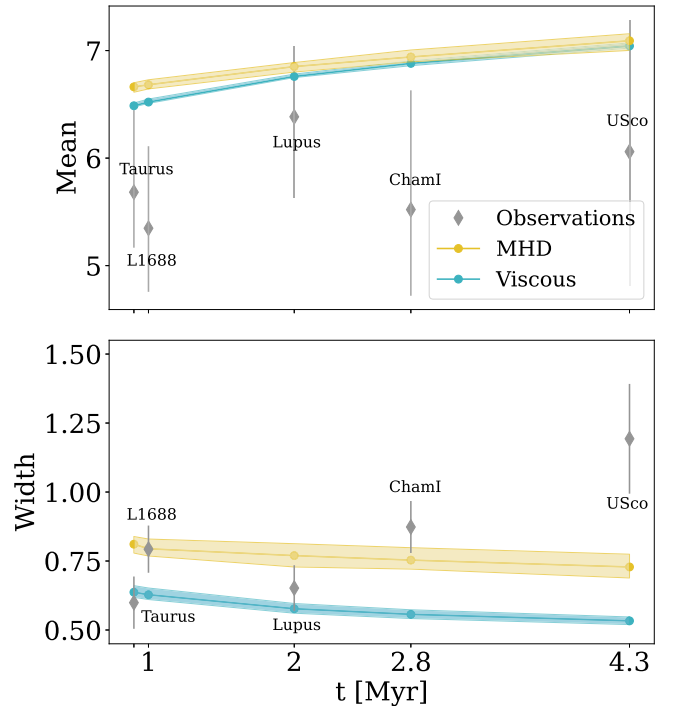 7
6
5
Mean
Taurus
L1688
Lupus
ChamI
USco
Observations
MHD
Viscous
1.50
1.25
1.00
0.75
0.50
Width
L1688
Taurus
Lupus
ChamI
USco
1 2 2.8 4.3
t [Myr]